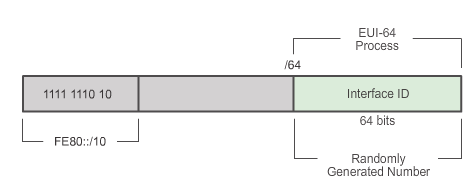 EUI-64
Process
/64
1111 1110 10
Interface ID
64 bits
FE80::/10
Randomly
Generated Number